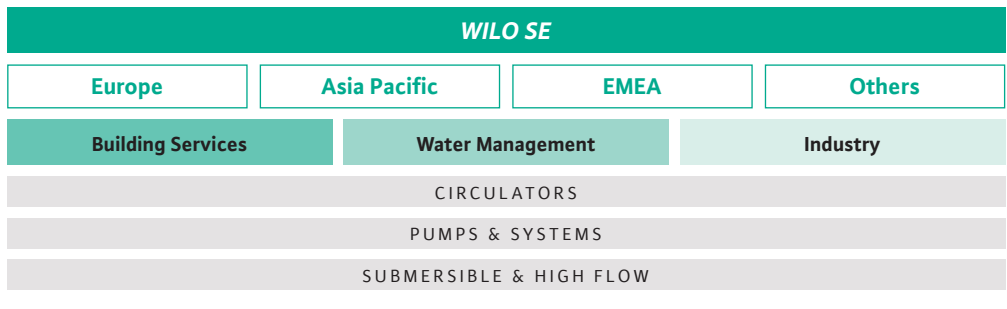 WILO SE
Europe Asia Pacific EMEA Others
Building Services Water Management Industry
CIRCULATORS
PUMPS & SYSTEMS
SUBMERSIBLE & HIGH FLOW